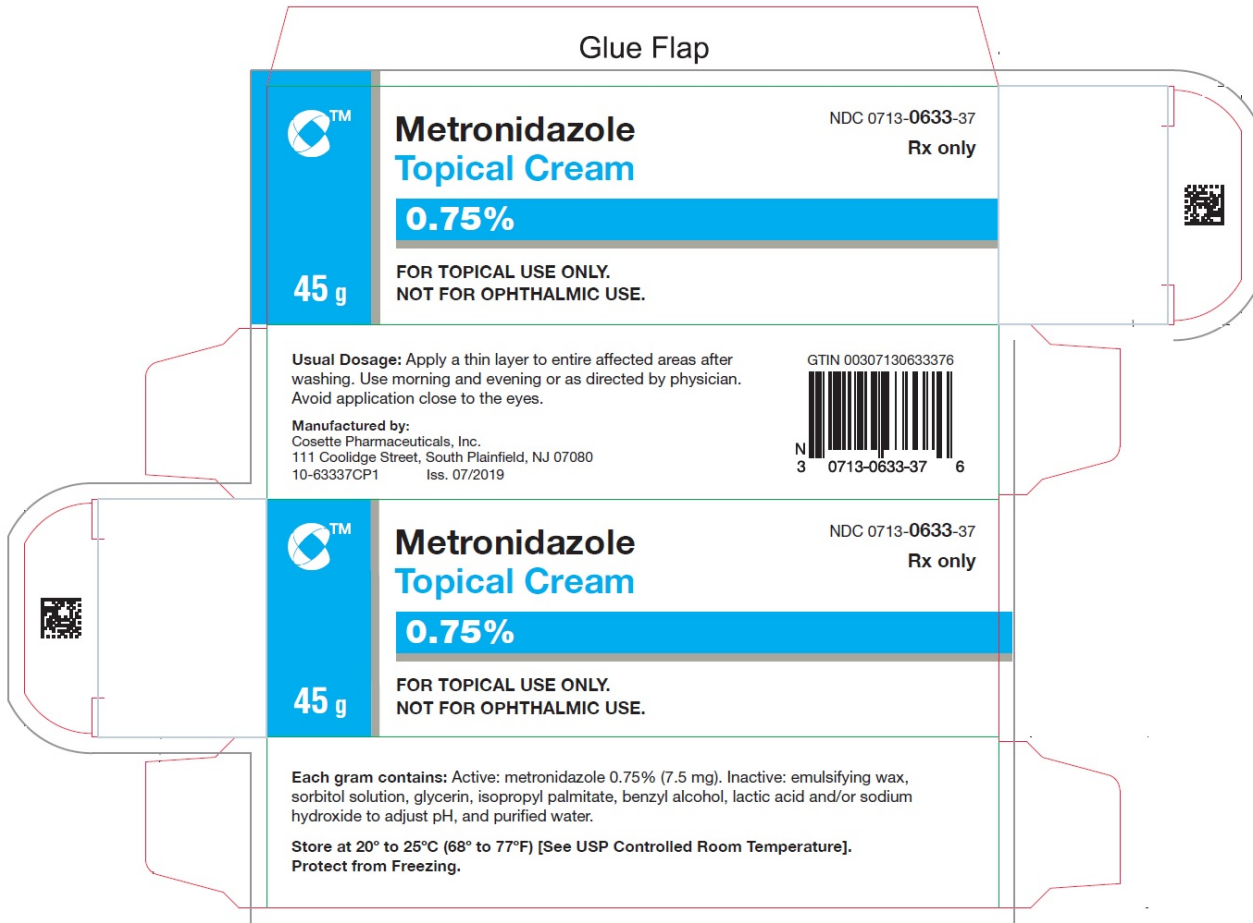 Glue Flap
TM
Metronidazole
Topical Cream
NDC 0713-0633-37
Rx only
0.75%
45 g
FOR TOPICAL USE ONLY.
NOT FOR OPHTHALMIC USE.
Usual Dosage: Apply a thin layer to entire affected areas after
washing. Use morning and evening or as directed by physician.
Avoid application close to the eyes.
Manufactured by:
Cosette Pharmaceuticals, Inc.
111 Coolidge Street, South Plainfield, NJ 07080
10-63337CP1 Iss. 07/2019
GTIN 00307130633376
N
3 0713-0633-37 6
TM
Metronidazole
Topical Cream
NDC 0713-0633-37
Rx only
0.75%
45 g
FOR TOPICAL USE ONLY.
NOT FOR OPHTHALMIC USE.
Each gram contains: Active: metronidazole 0.75% (7.5 mg). Inactive: emulsifying wax,
sorbitol solution, glycerin, isopropyl palmitate, benzyl alcohol, lactic acid and/or sodium
hydroxide to adjust pH, and purified water.
Store at 20º to 25ºC (68º to 77ºF) [See USP Controlled Room Temperature].
Protect from Freezing.